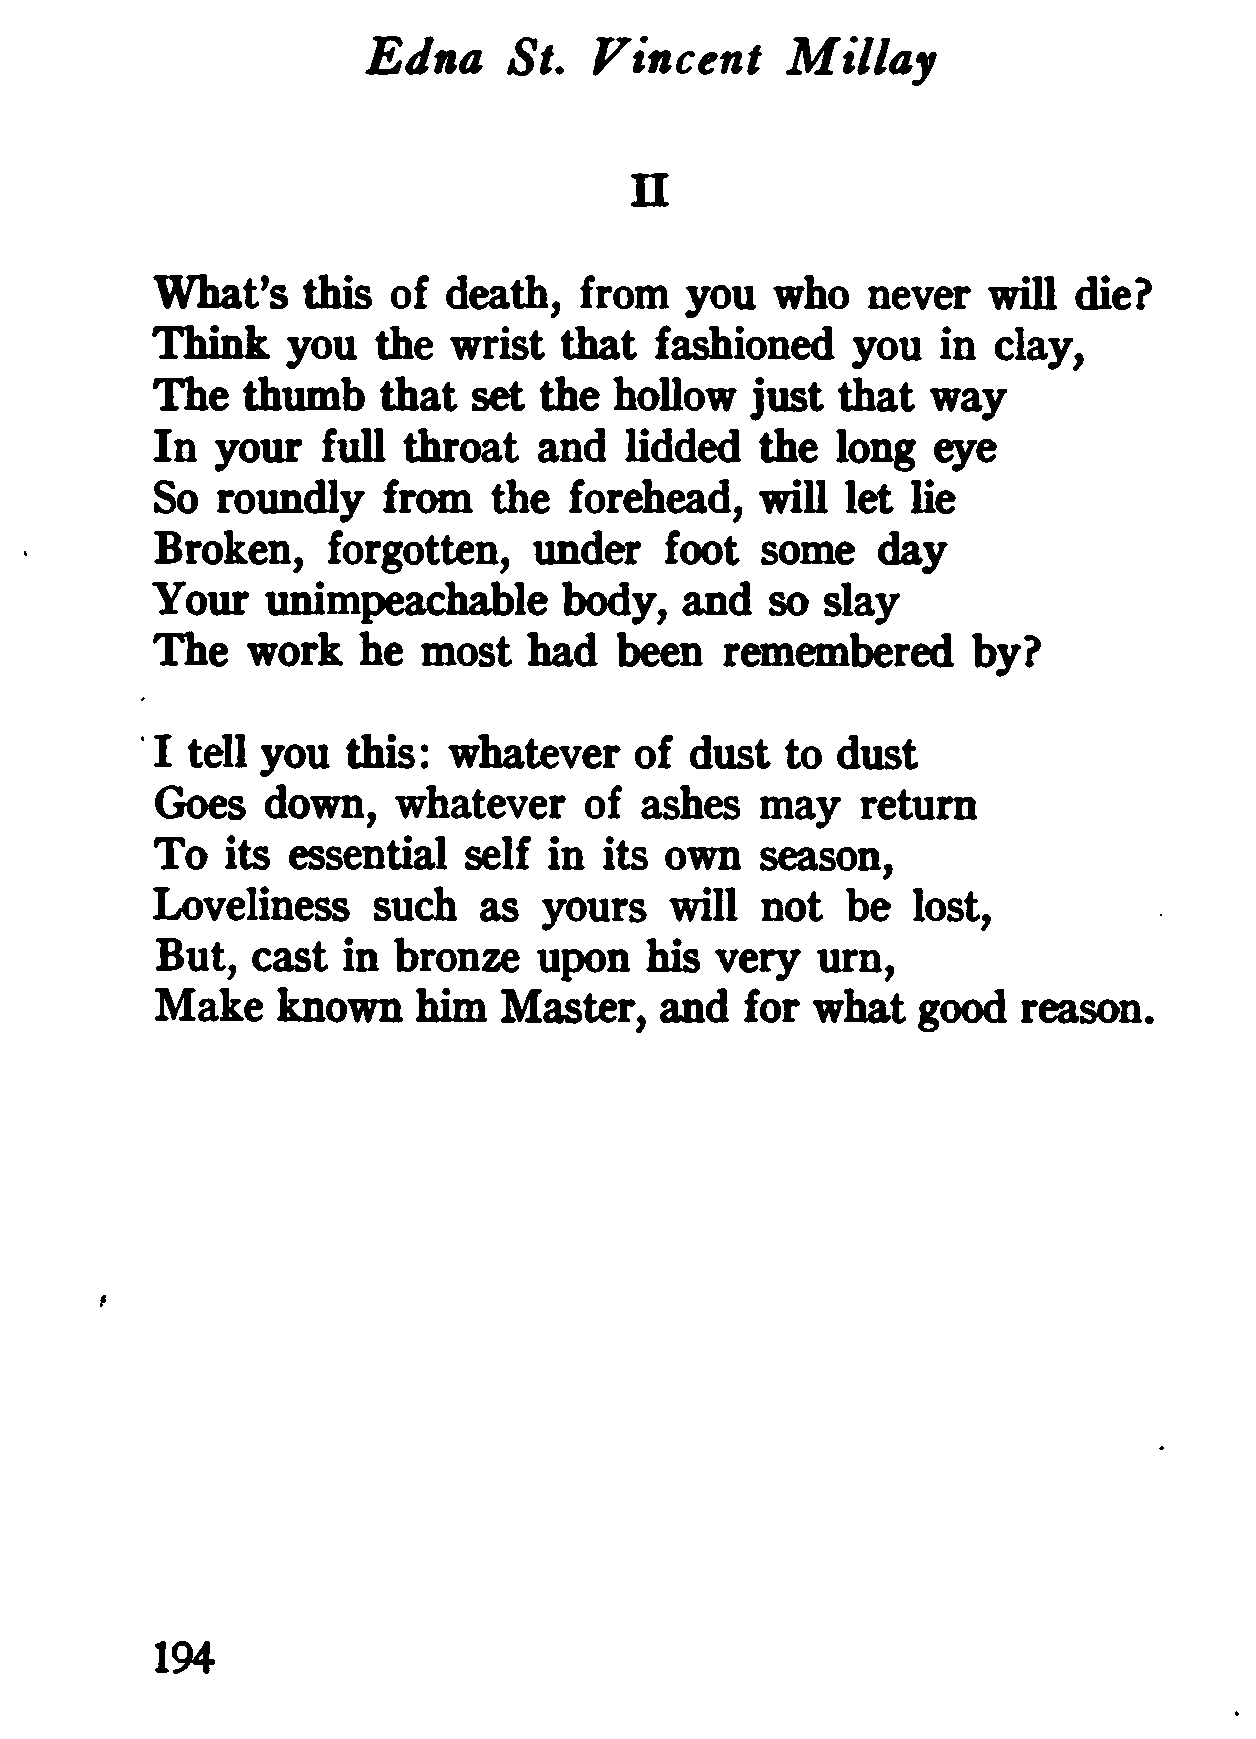 Edna St. Vincent Millay
II
What's this of death, from you who never will die?
Think you the wrist that fashioned you in clay,
The thumb that set the hollow just that way
In your full throat and lidded the long eye
So roundly from the forehead, will let lie
Broken, forgotten, under foot some day
Your unimpeachable body, and so slay
The work he most had been remembered by?
I tell you this: whatever of dust to dust
Goes down, whatever of ashes may return
To its essential self in its own season,
Loveliness such as yours will not be lost,
But, cast in bronze upon his very urn,
Make known him Master, and for what good reason.
194